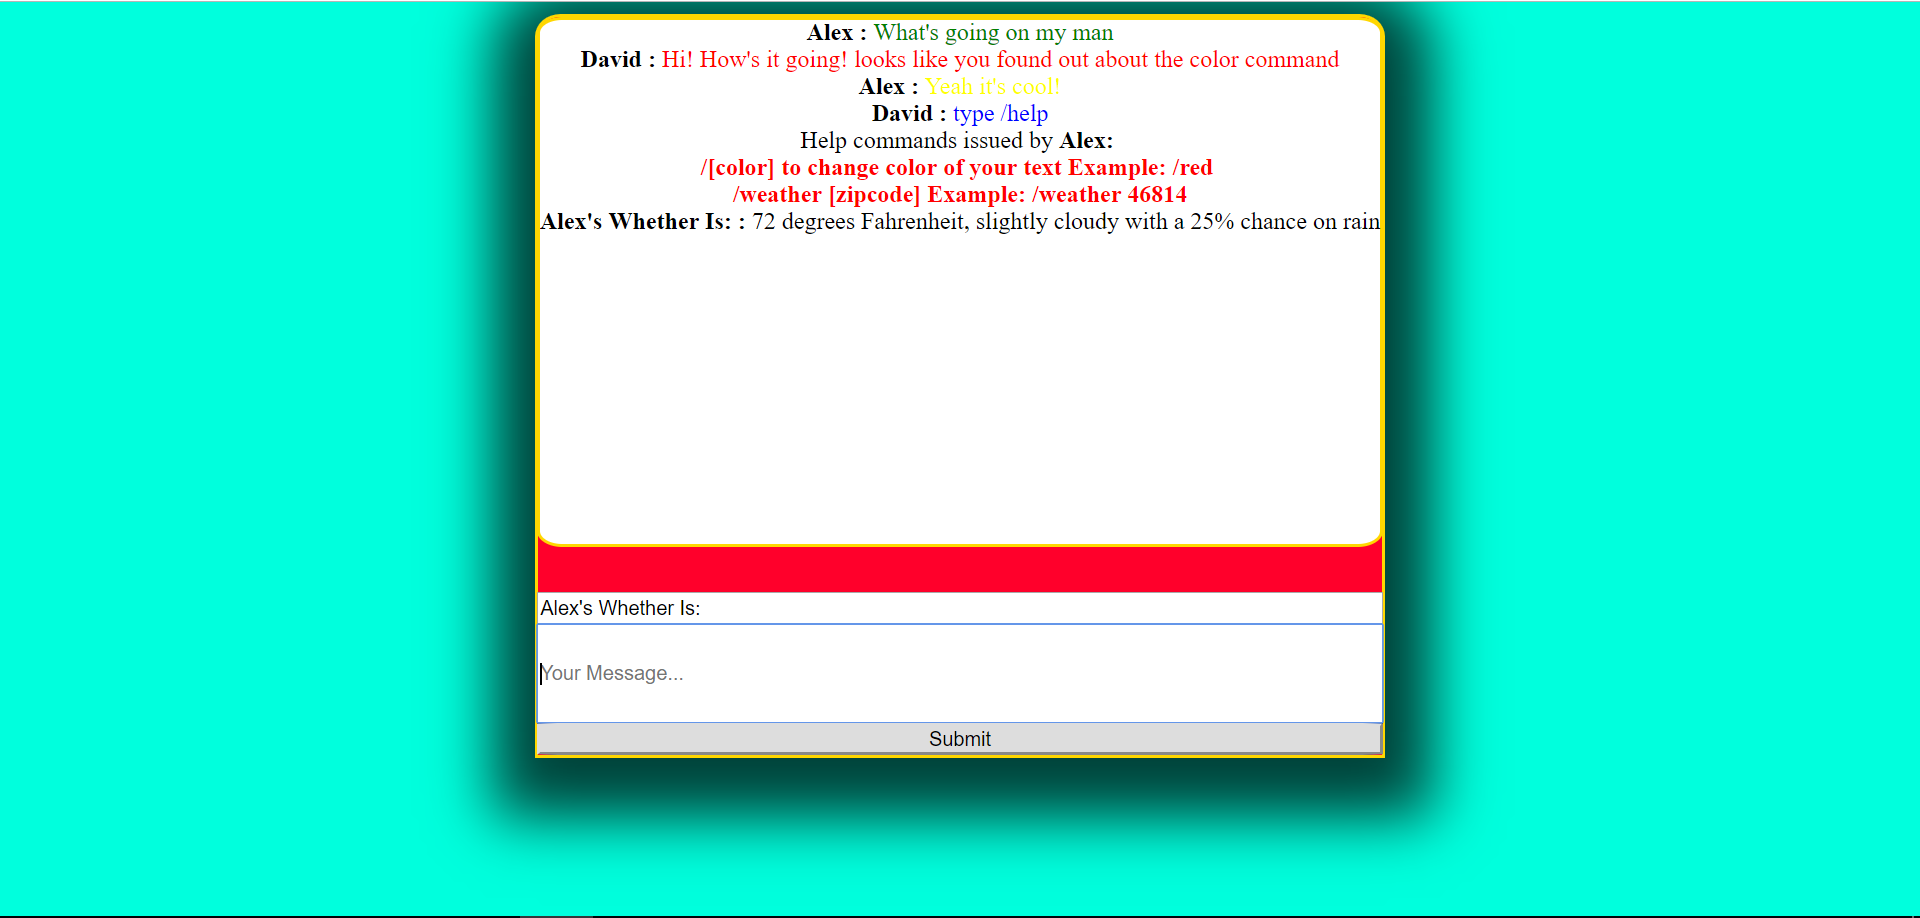 Alex : What's going on my man
David : Hi! How's it going! looks like you found out about the color command
Alex : Yeah it's cool!
David : type /help
Help commands issued by Alex:
/[color] to change color of your text Example: /red
/weather [zipcode] Example: /weather 46814
Alex's Whether Is: : 72 degrees Fahrenheit, slightly cloudy with a 25% chance on rain
Alex's Whether Is:
Your Message...
Submit